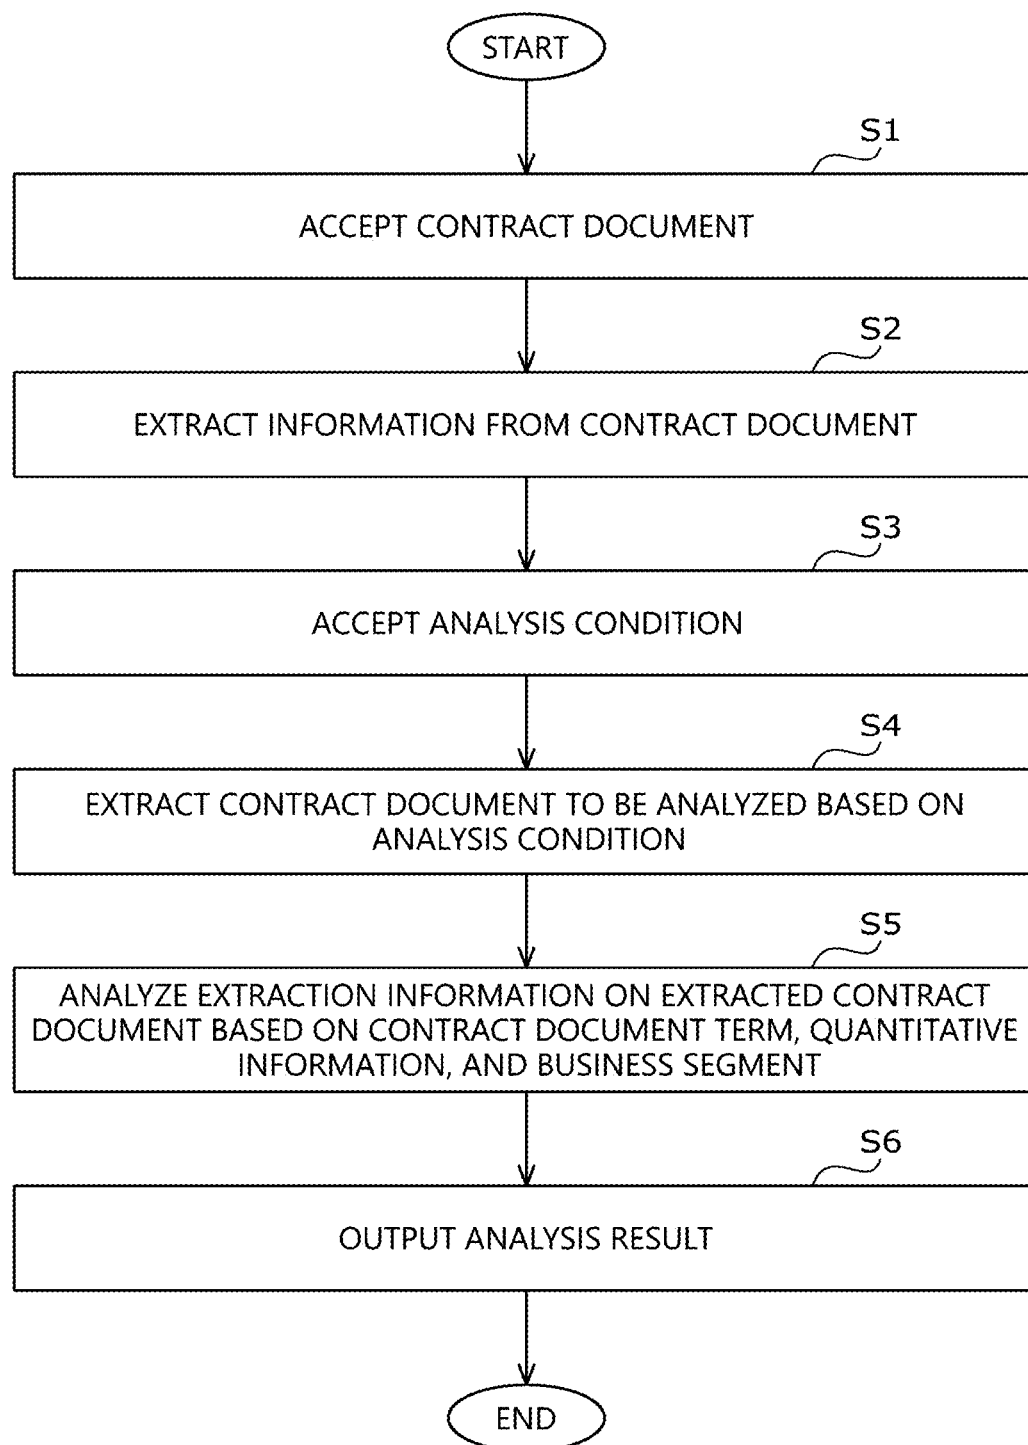 START
S1
ACCEPT CONTRACT DOCUMENT
S2
EXTRACT INFORMATION FROM CONTRACT DOCUMENT
S3
ACCEPT ANALYSIS CONDITION
S4
EXTRACT CONTRACT DOCUMENT TO BE ANALYZED BASED ON
ANALYSIS CONDITION
S5
ANALYZE EXTRACTION INFORMATION ON EXTRACTED CONTRACT
DOCUMENT BASED ON CONTRACT DOCUMENT TERM, QUANTITATIVE
INFORMATION, AND BUSINESS SEGMENT
S6
OUTPUT ANALYSIS RESULT
END